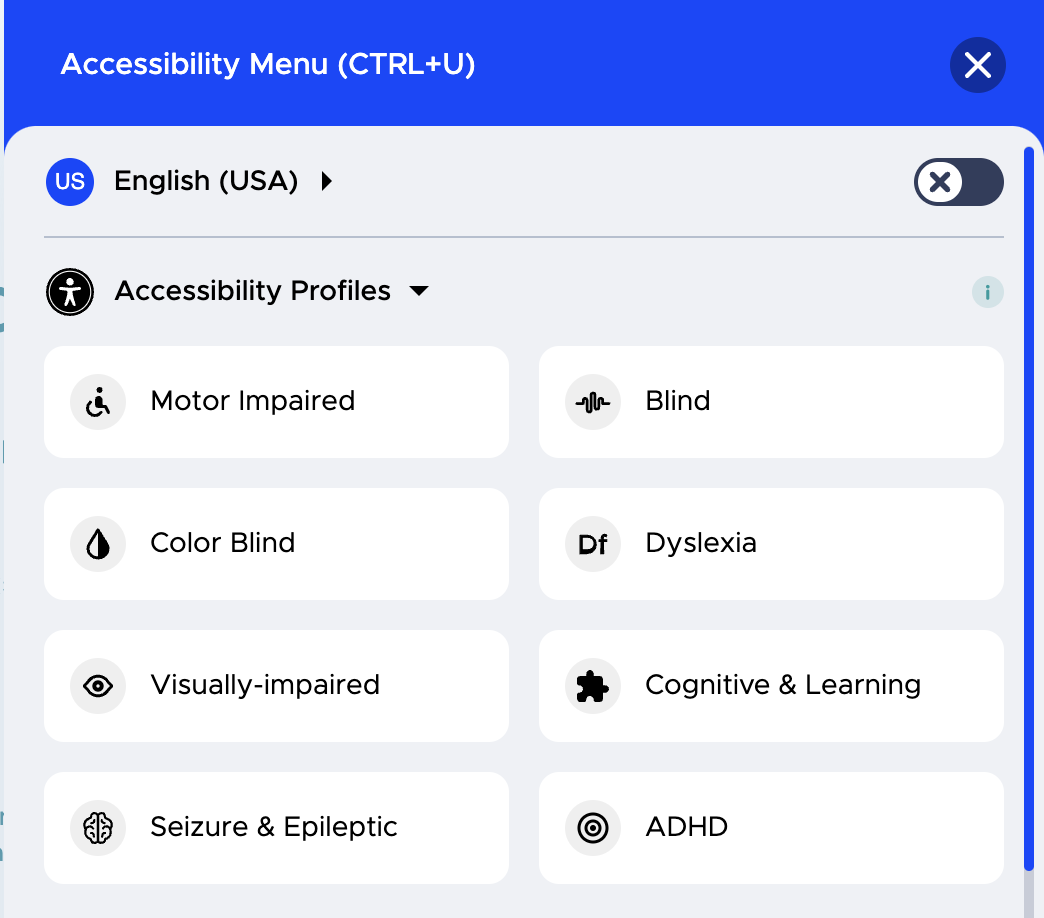 Accessibility Menu (CTRL+U)
US English (USA)
Accessibility Profiles
i
Motor Impaired
Blind
Color Blind
Df Dyslexia
Visually-impaired
Cognitive & Learning
Seizure & Epileptic
ADHD